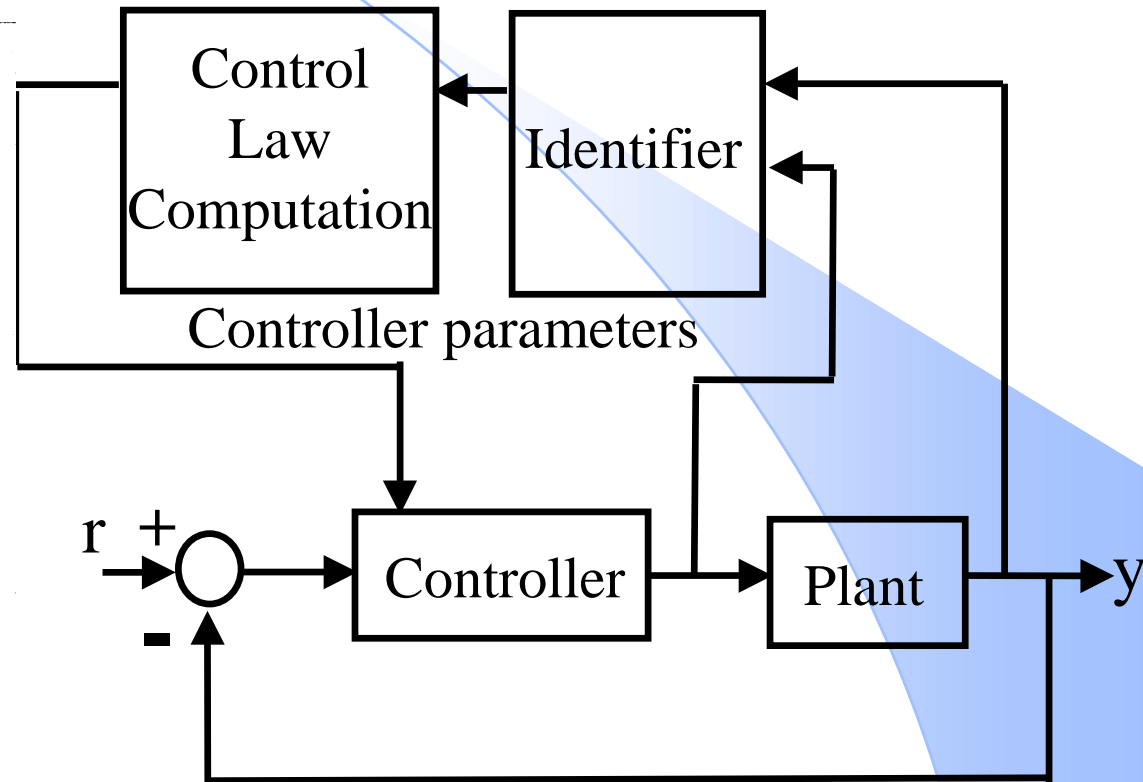 Control
Law
Computation
Identifier
Controller parameters
r
+
-
Controller
Plant
y